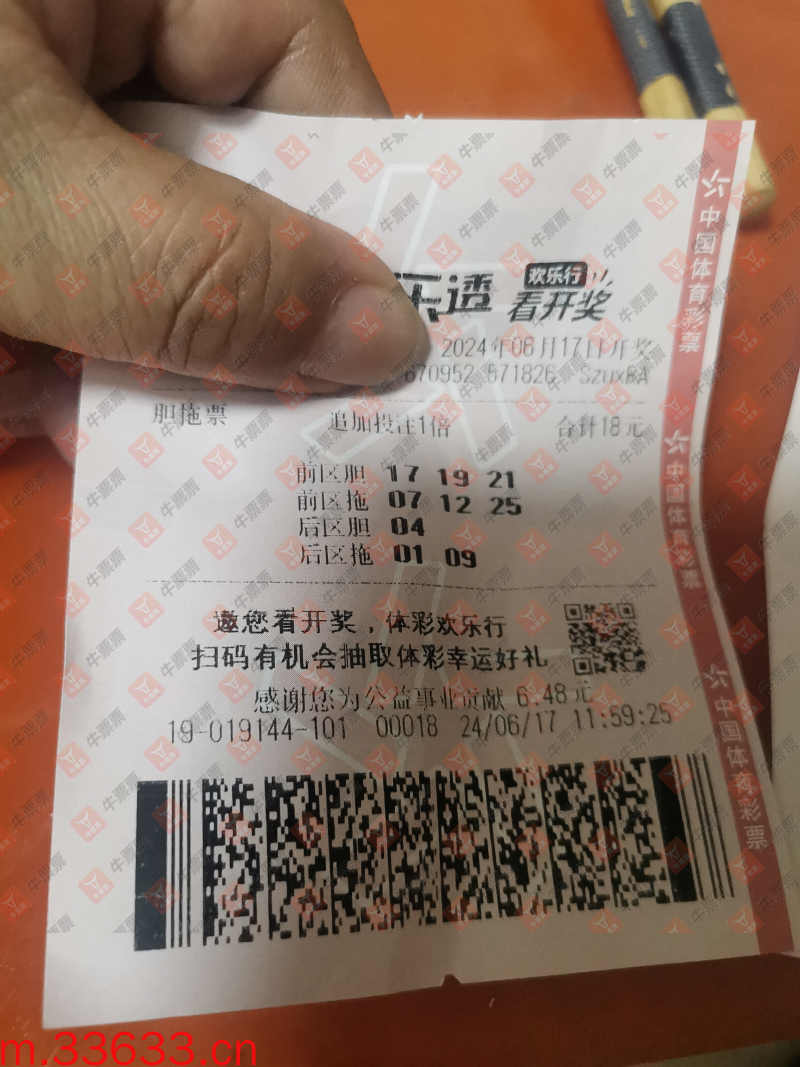 乐透 欢乐行 看开奖
2024年06月17日开奖
670952 671826 SzuxBA
胆拖票 追加投注1倍 合计18元
前区胆 17 19 21
前区拖 07 12 25
后区胆 04
后区拖 01 09
邀您看开奖，体彩欢乐行
扫码有机会抽取体彩幸运好礼
感谢您为公益事业贡献 6.48 元
19-019144-101 00018 24/06/17 11:59:25
中国体育彩票
中国体育彩票
中国体育彩票
牛票票
m.33633.cn